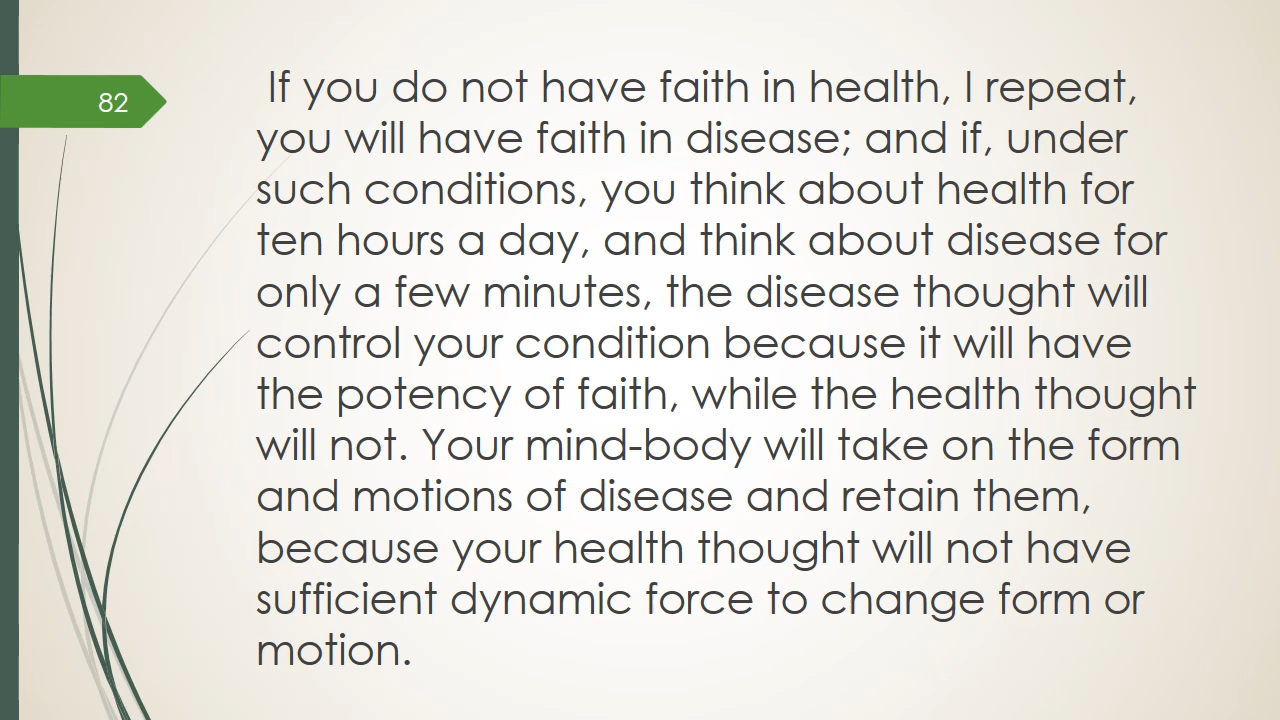 82
If you do not have faith in health, I repeat,
you will have faith in disease; and if, under
such conditions, you think about health for
ten hours a day, and think about disease for
only a few minutes, the disease thought will
control your condition because it will have
the potency of faith, while the health thought
will not. Your mind-body will take on the form
and motions of disease and retain them,
because your health thought will not have
sufficient dynamic force to change form or
motion.